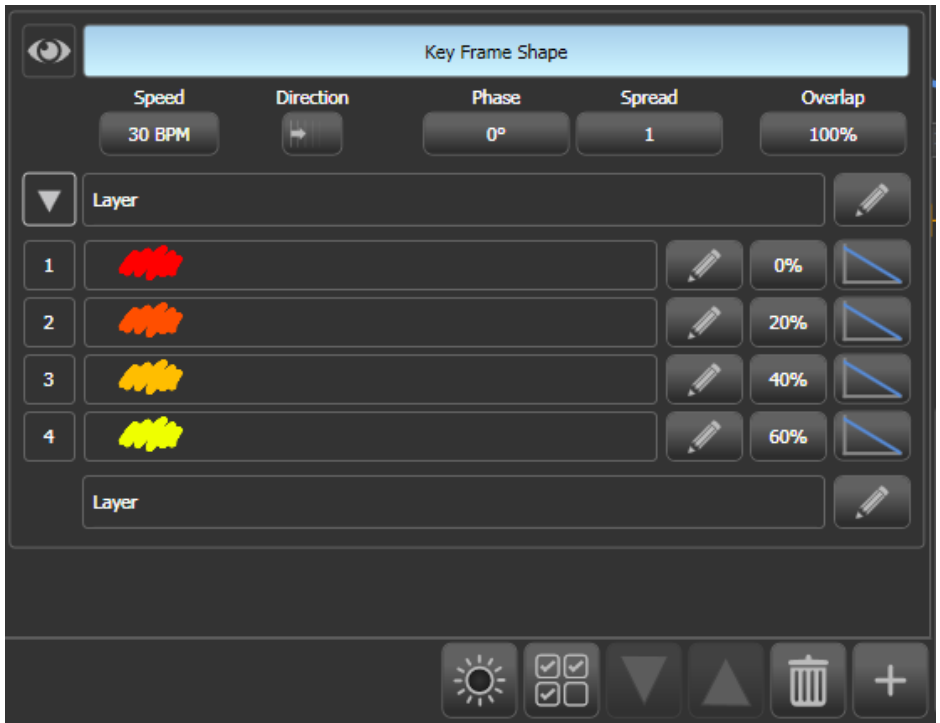 Key Frame Shape
Speed Direction Phase Spread Overlap
30 BPM 0° 1 100%
Layer
1 0%
2 20%
3 40%
4 60%
Layer